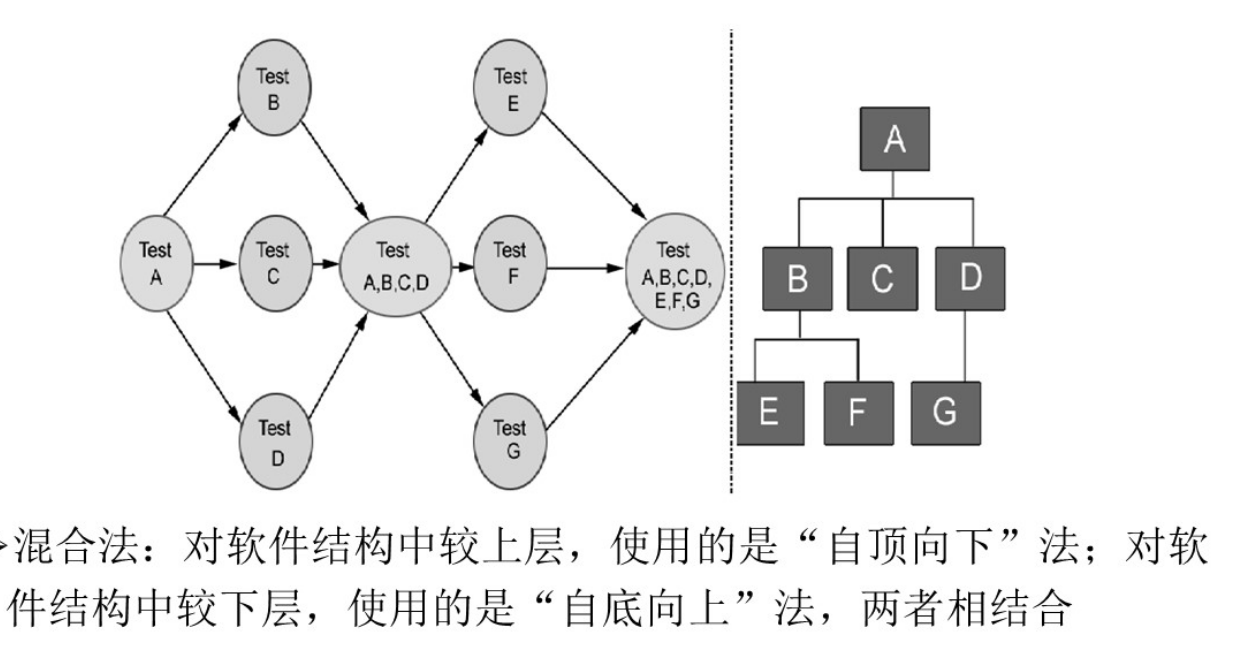 Test
B
Test
E
A
Test
A
Test
C
Test
A,B,C,D
Test
F
Test
A,B,C,D,
E,F,G
B
C
D
Test
D
Test
G
E
F
G
混合法：对软件结构中较上层，使用的是“自顶向下”法；对软
件结构中较下层，使用的是“自底向上”法，两者相结合